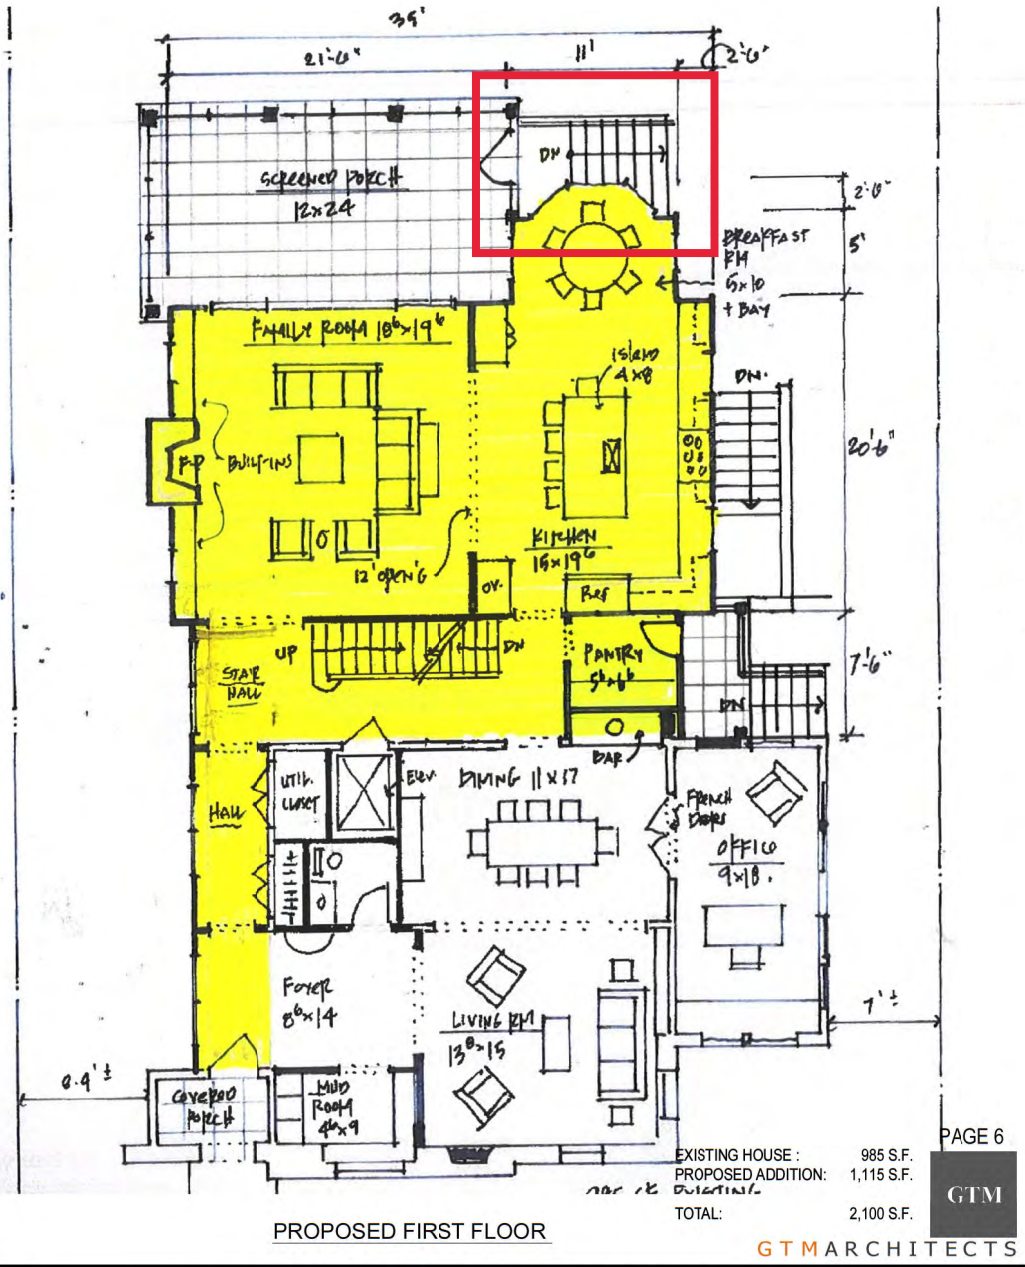 39'
21'-6"
11'
2'-6"
DN
SCREENED PORCH
12x24
2'-6"
BREAKFAST
RM
5x10
+ BAY
5'
FAMILY ROOM 18⁶x19⁶
ISLAND
4x8
DN.
20'-6"
F.P
BUILT-INS
KITCHEN
15x19⁶
12' OPEN'G
OV.
REF
UP
DN
PANTRY
5⁶x6⁶
7'-6"
STAIR
HALL
DN
BAR
UTIL.
CLOSET
ELEV.
DINING 11x17
HALL
FRENCH
DOORS
OFFICE
9x18.
FOYER
8⁶x14
LIVING RM
13⁸x15
7'±
8.4'±
COVERED
PORCH
MUD
ROOM
4⁶x9
PAGE 6
EXISTING HOUSE : 985 S.F.
PROPOSED ADDITION: 1,115 S.F.
EXISTING
TOTAL: 2,100 S.F.
GTM
PROPOSED FIRST FLOOR
GTMARCHITECTS